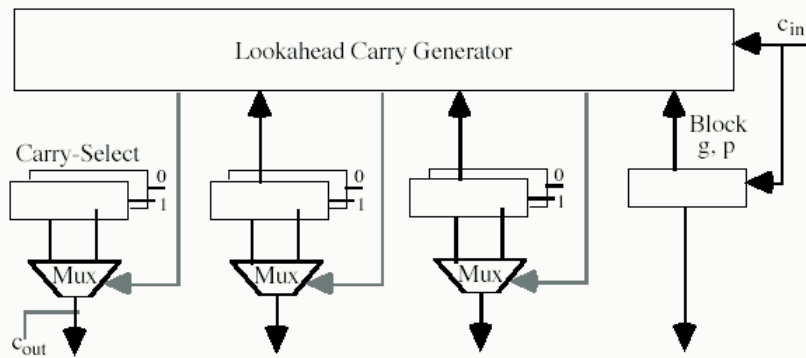 c_in
Lookahead Carry Generator
Block
g, p
Carry-Select
0
1
0
1
0
1
Mux
Mux
Mux
c_out